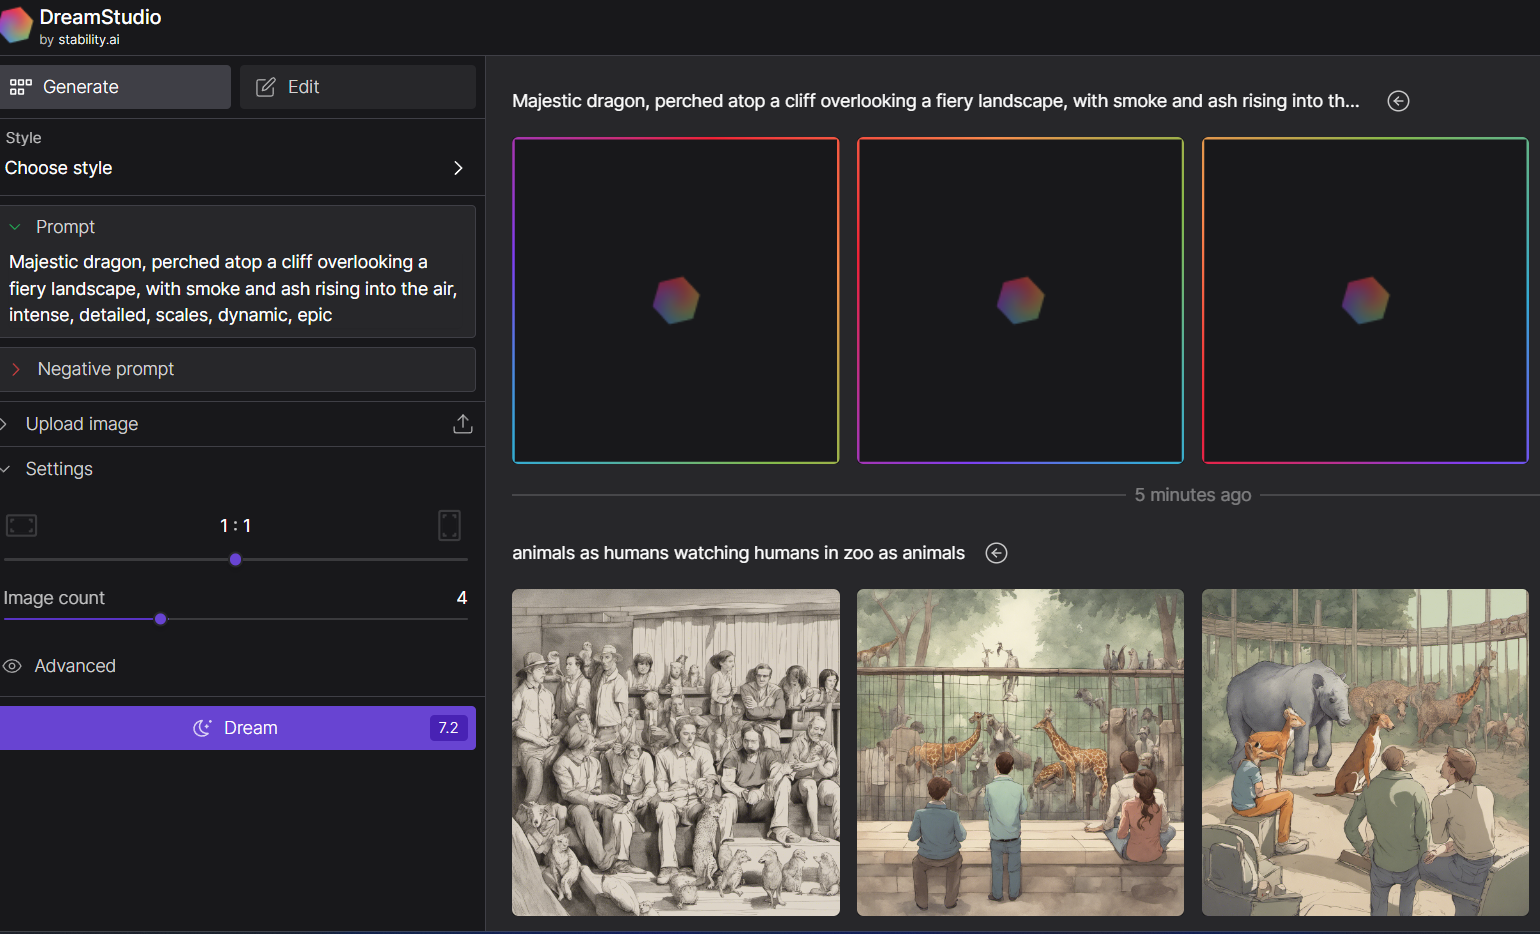 DreamStudio
by stability.ai
Generate
Edit
Style
Choose style
Prompt
Majestic dragon, perched atop a cliff overlooking a
fiery landscape, with smoke and ash rising into the air,
intense, detailed, scales, dynamic, epic
Negative prompt
Upload image
Settings
1 : 1
Image count
4
Advanced
Dream
7.2
Majestic dragon, perched atop a cliff overlooking a fiery landscape, with smoke and ash rising into th...
5 minutes ago
animals as humans watching humans in zoo as animals